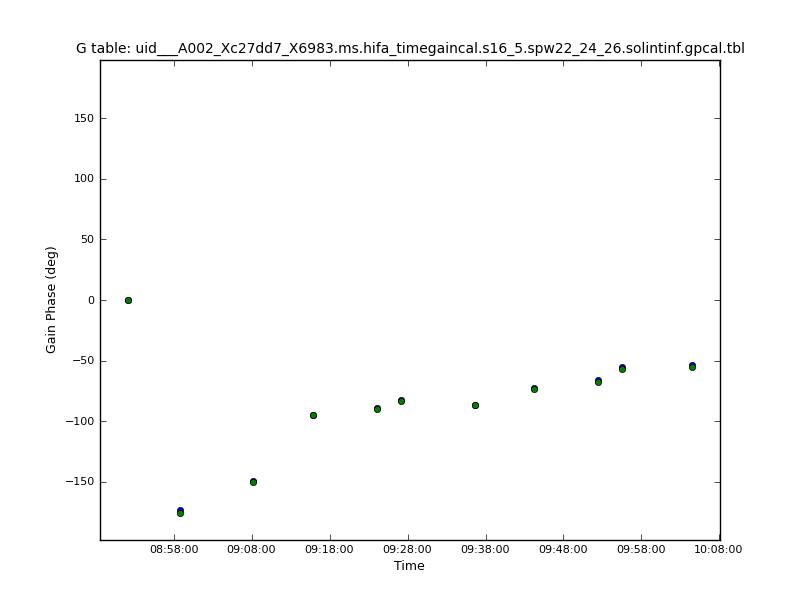 G table: uid___A002_Xc27dd7_X6983.ms.hifa_timegaincal.s16_5.spw22_24_26.solintinf.gpcal.tbl
150
100
50
0
−50
−100
−150
Gain Phase (deg)
08:58:00 09:08:00 09:18:00 09:28:00 09:38:00 09:48:00 09:58:00 10:08:00
Time